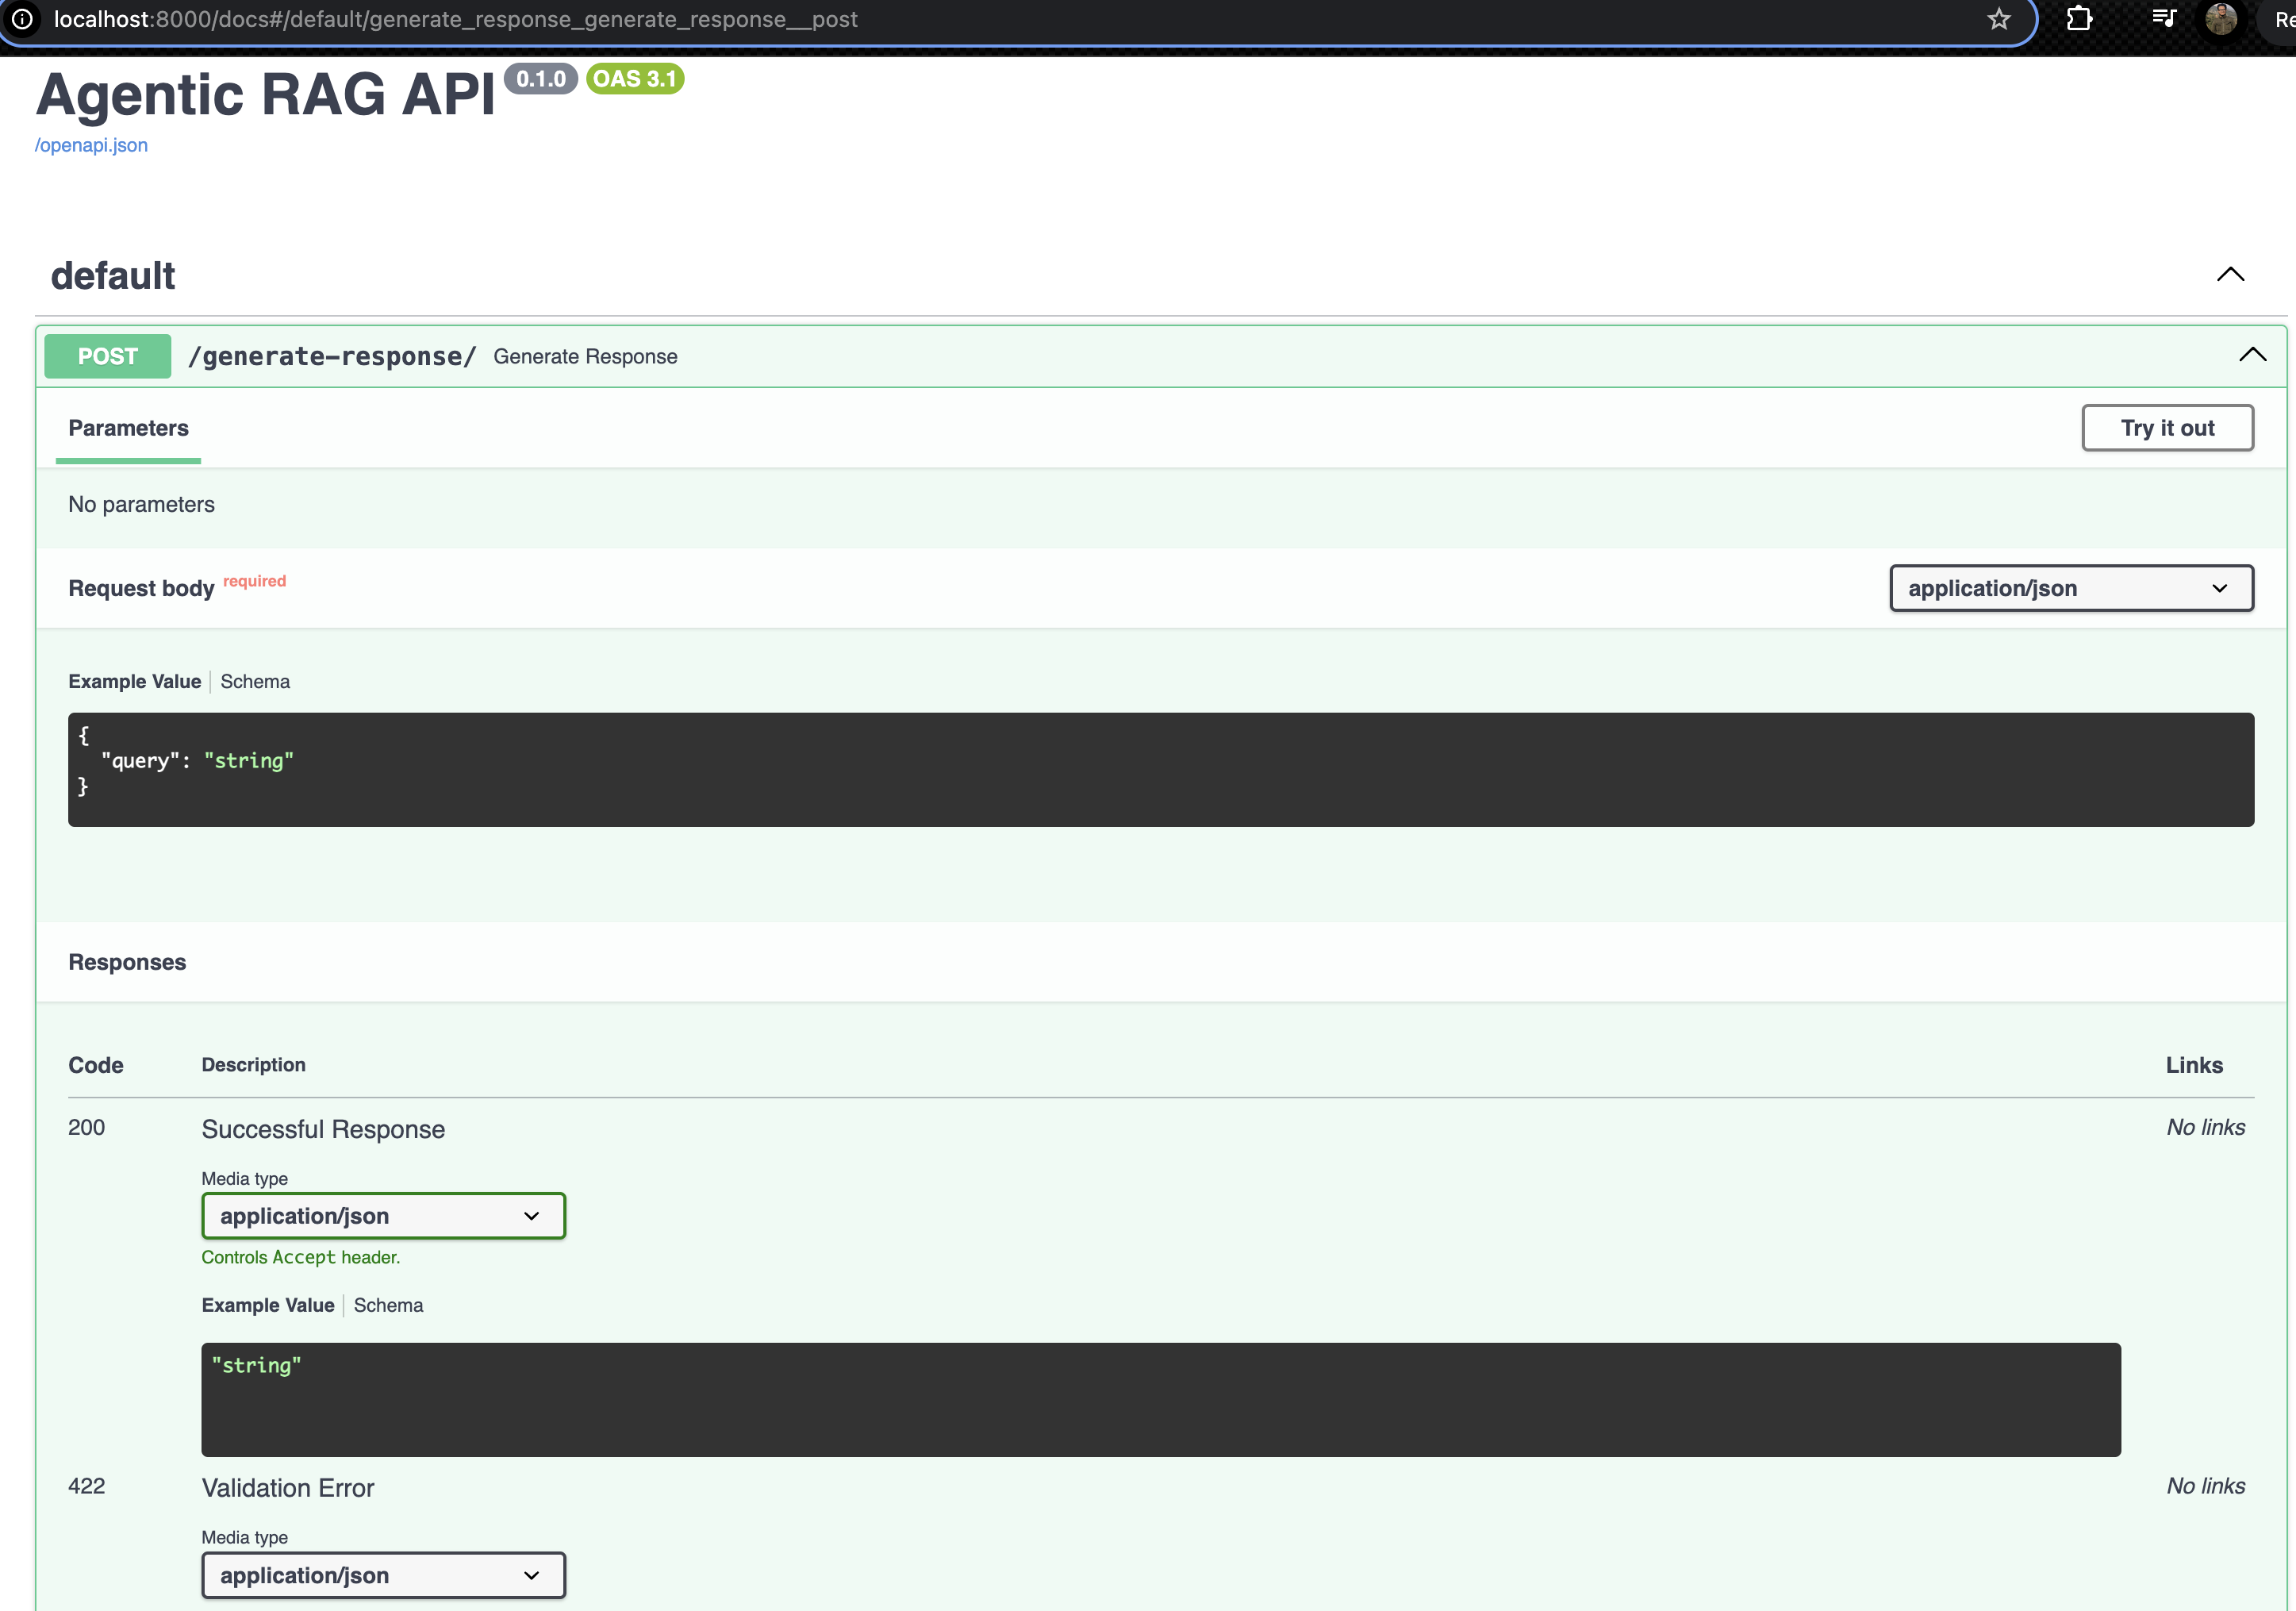 localhost:8000/docs#/default/generate_response_generate_response__post
Re
Agentic RAG API 0.1.0 OAS 3.1
/openapi.json
default
POST /generate-response/ Generate Response
Parameters
Try it out
No parameters
Request body required
application/json
Example Value Schema
{
"query": "string"
}
Responses
Code Description Links
200 Successful Response No links
Media type
application/json
Controls Accept header.
Example Value Schema
"string"
422 Validation Error No links
Media type
application/json